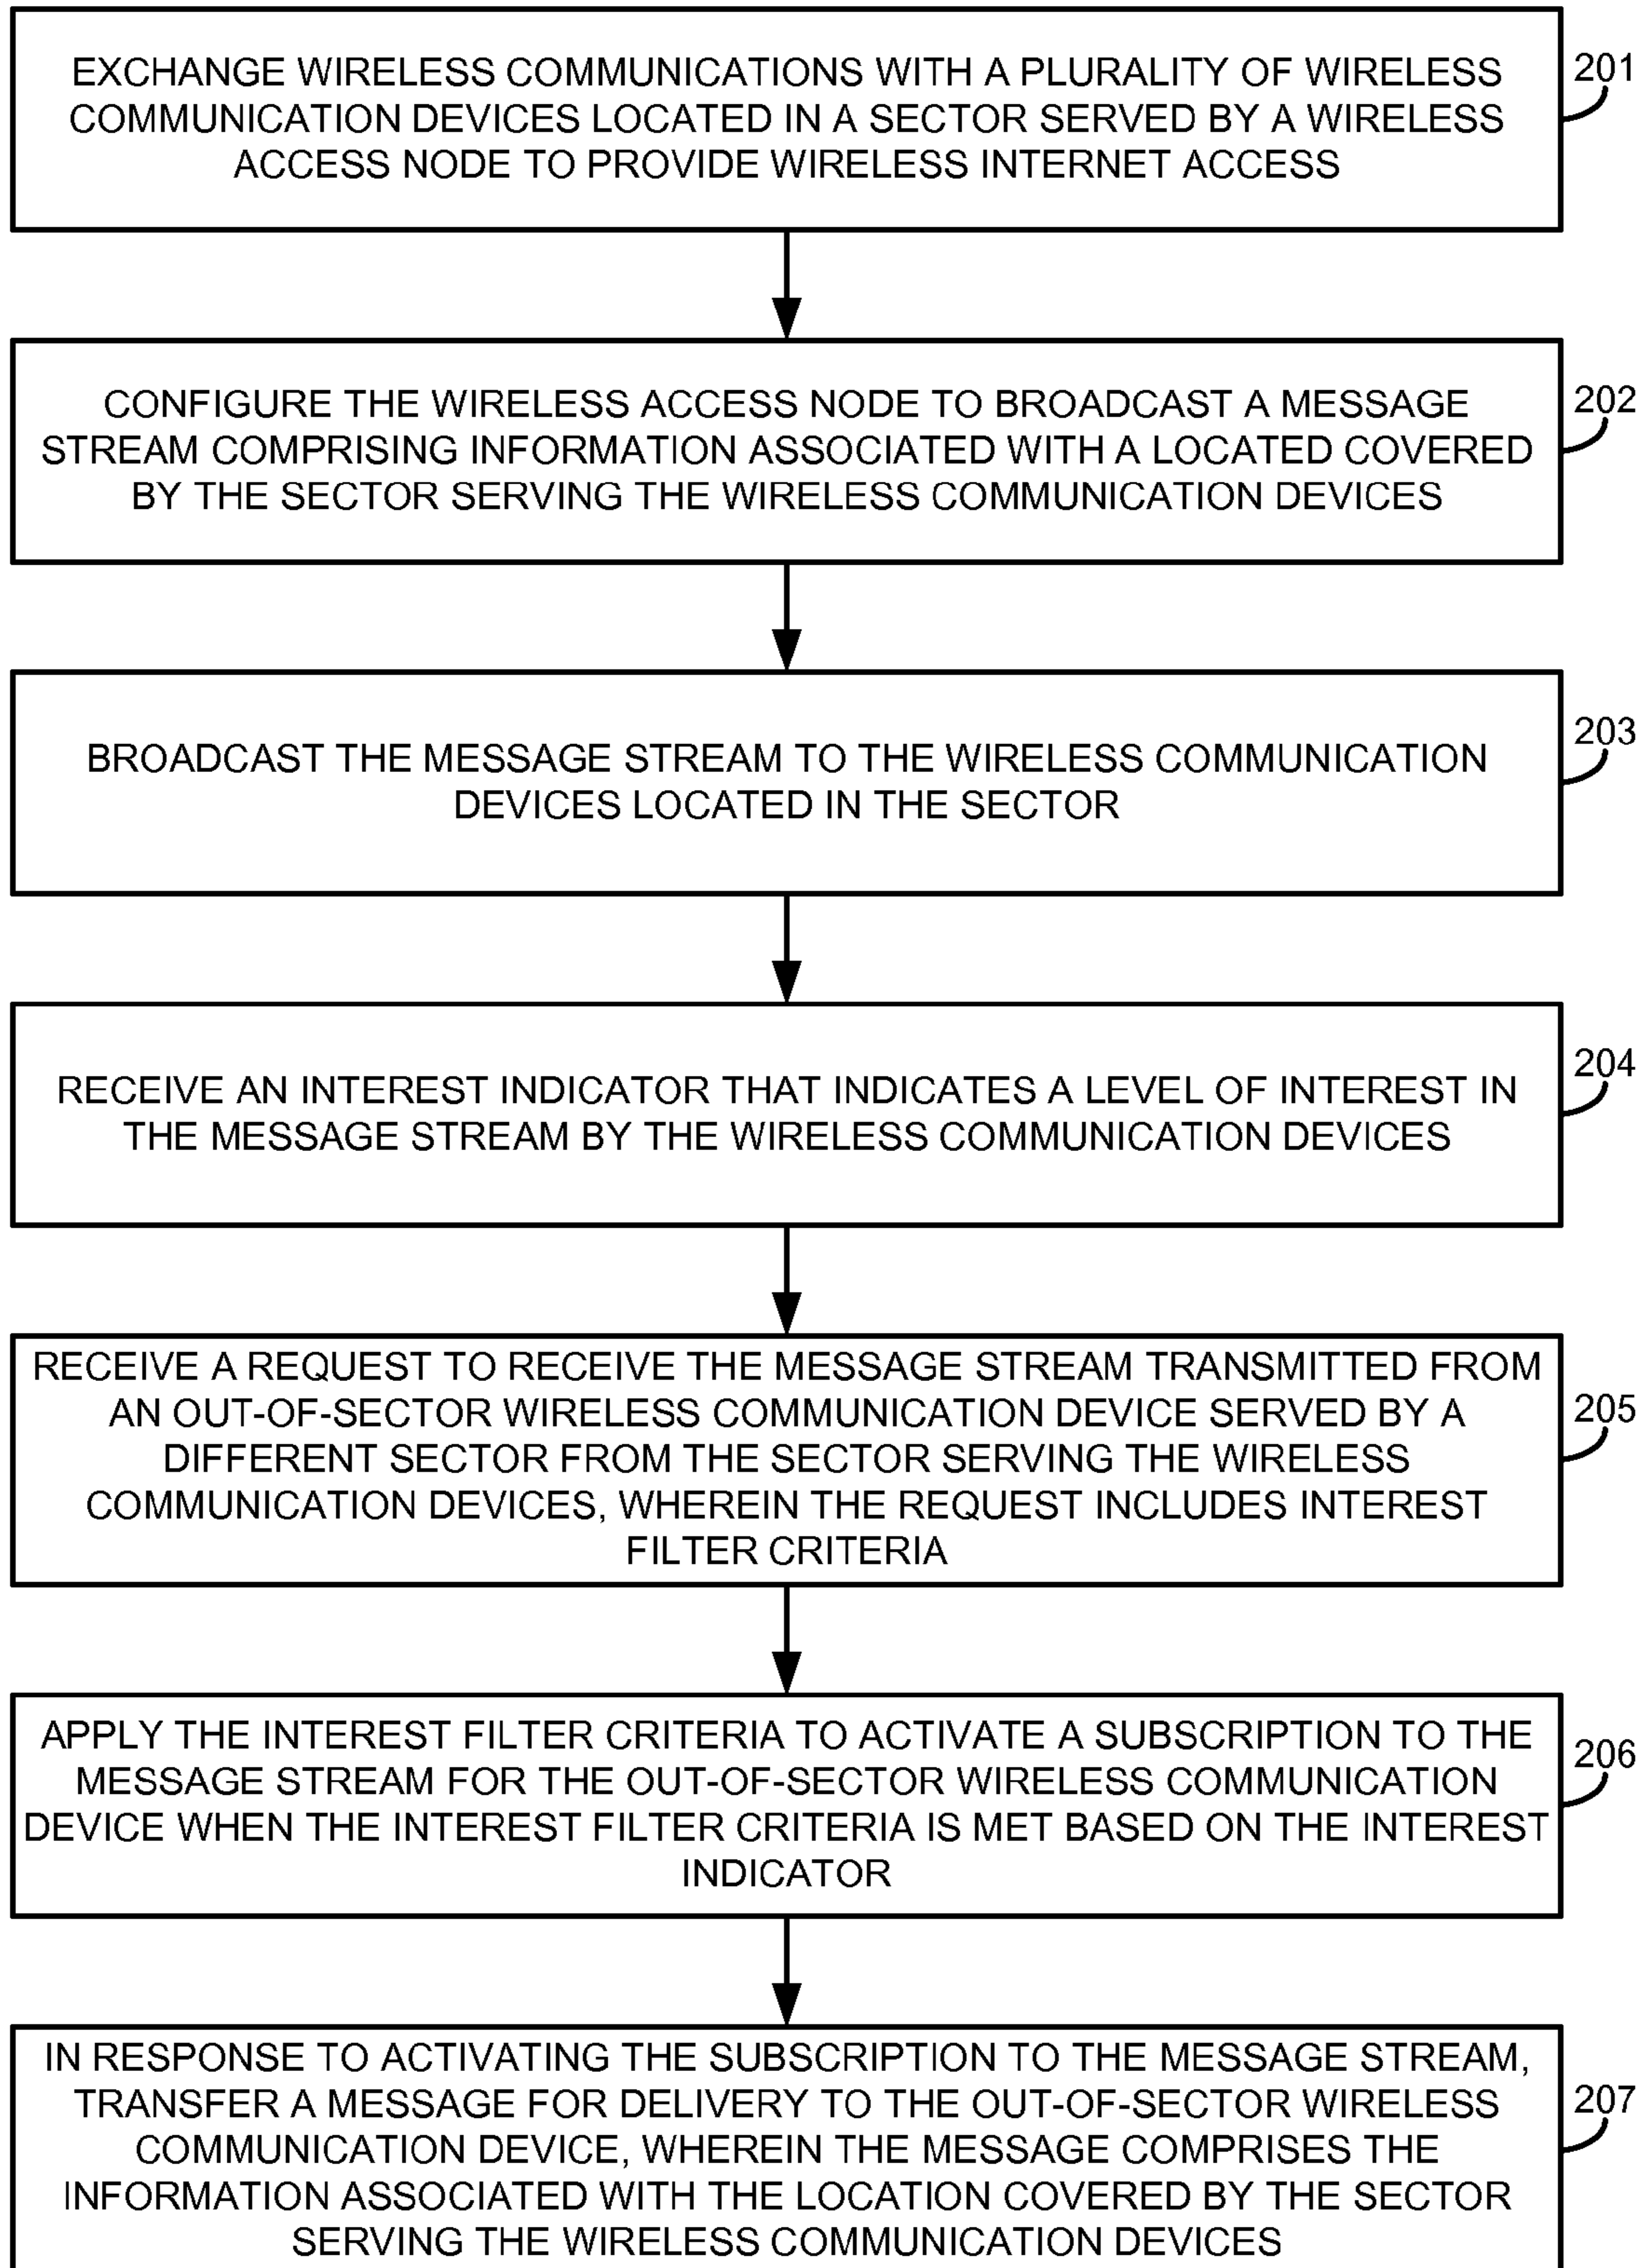 EXCHANGE WIRELESS COMMUNICATIONS WITH A PLURALITY OF WIRELESS
COMMUNICATION DEVICES LOCATED IN A SECTOR SERVED BY A WIRELESS
ACCESS NODE TO PROVIDE WIRELESS INTERNET ACCESS
201
CONFIGURE THE WIRELESS ACCESS NODE TO BROADCAST A MESSAGE
STREAM COMPRISING INFORMATION ASSOCIATED WITH A LOCATED COVERED
BY THE SECTOR SERVING THE WIRELESS COMMUNICATION DEVICES
202
BROADCAST THE MESSAGE STREAM TO THE WIRELESS COMMUNICATION
DEVICES LOCATED IN THE SECTOR
203
RECEIVE AN INTEREST INDICATOR THAT INDICATES A LEVEL OF INTEREST IN
THE MESSAGE STREAM BY THE WIRELESS COMMUNICATION DEVICES
204
RECEIVE A REQUEST TO RECEIVE THE MESSAGE STREAM TRANSMITTED FROM
AN OUT-OF-SECTOR WIRELESS COMMUNICATION DEVICE SERVED BY A
DIFFERENT SECTOR FROM THE SECTOR SERVING THE WIRELESS
COMMUNICATION DEVICES, WHEREIN THE REQUEST INCLUDES INTEREST
FILTER CRITERIA
205
APPLY THE INTEREST FILTER CRITERIA TO ACTIVATE A SUBSCRIPTION TO THE
MESSAGE STREAM FOR THE OUT-OF-SECTOR WIRELESS COMMUNICATION
DEVICE WHEN THE INTEREST FILTER CRITERIA IS MET BASED ON THE INTEREST
INDICATOR
206
IN RESPONSE TO ACTIVATING THE SUBSCRIPTION TO THE MESSAGE STREAM,
TRANSFER A MESSAGE FOR DELIVERY TO THE OUT-OF-SECTOR WIRELESS
COMMUNICATION DEVICE, WHEREIN THE MESSAGE COMPRISES THE
INFORMATION ASSOCIATED WITH THE LOCATION COVERED BY THE SECTOR
SERVING THE WIRELESS COMMUNICATION DEVICES
207